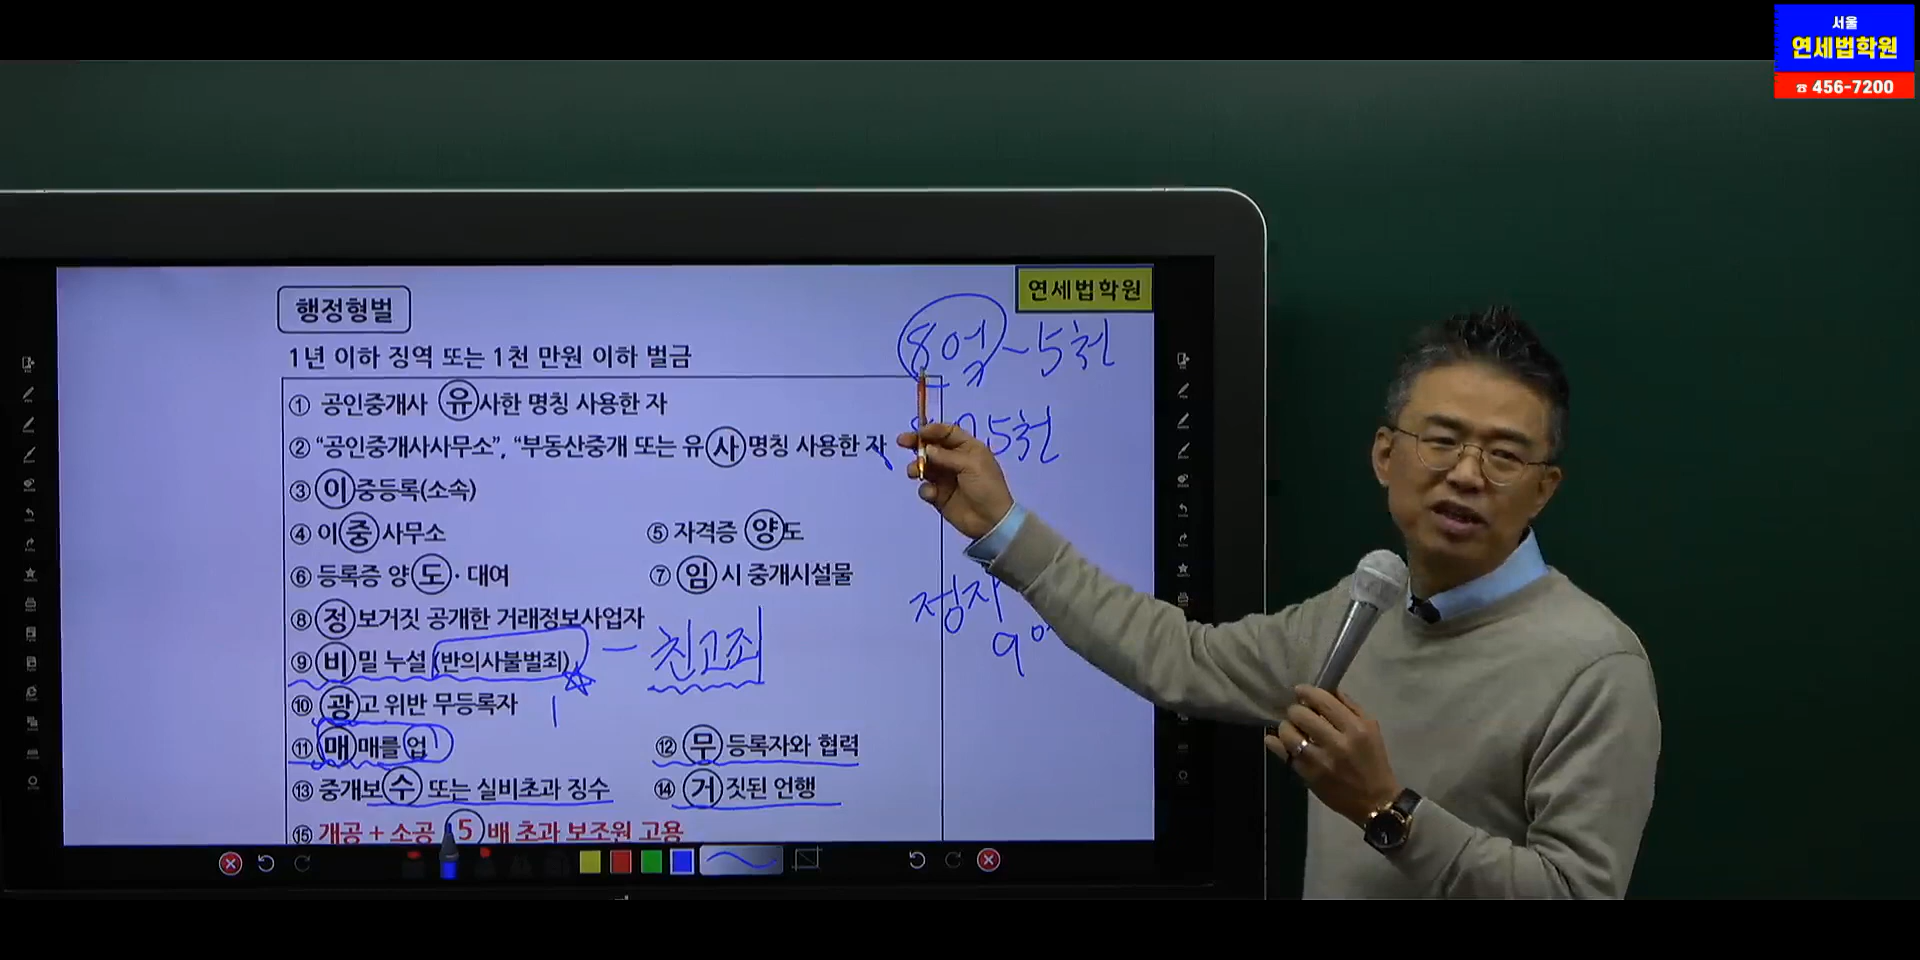 서울
연세법학원
☎ 456-7200
연세법학원
행정형벌
1년 이하 징역 또는 1천 만원 이하 벌금
① 공인중개사 유사한 명칭 사용한 자
② “공인중개사사무소”, “부동산중개 또는 유사명칭 사용한 자
③ 이중등록(소속)
④ 이중사무소 ⑤ 자격증 양도
⑥ 등록증 양도·대여 ⑦ 임시 중개시설물
⑧ 정보거짓 공개한 거래정보사업자
⑨ 비밀 누설 (반의사불벌죄) - 친고죄
⑩ 광고 위반 무등록자
⑪ 매매를 업 ⑫ 무등록자와 협력
⑬ 중개보수 또는 실비초과 징수 ⑭ 거짓된 언행
⑮ 개공 + 소공 5배 초과 보조원 고용
8억 - 5천
5천
9억